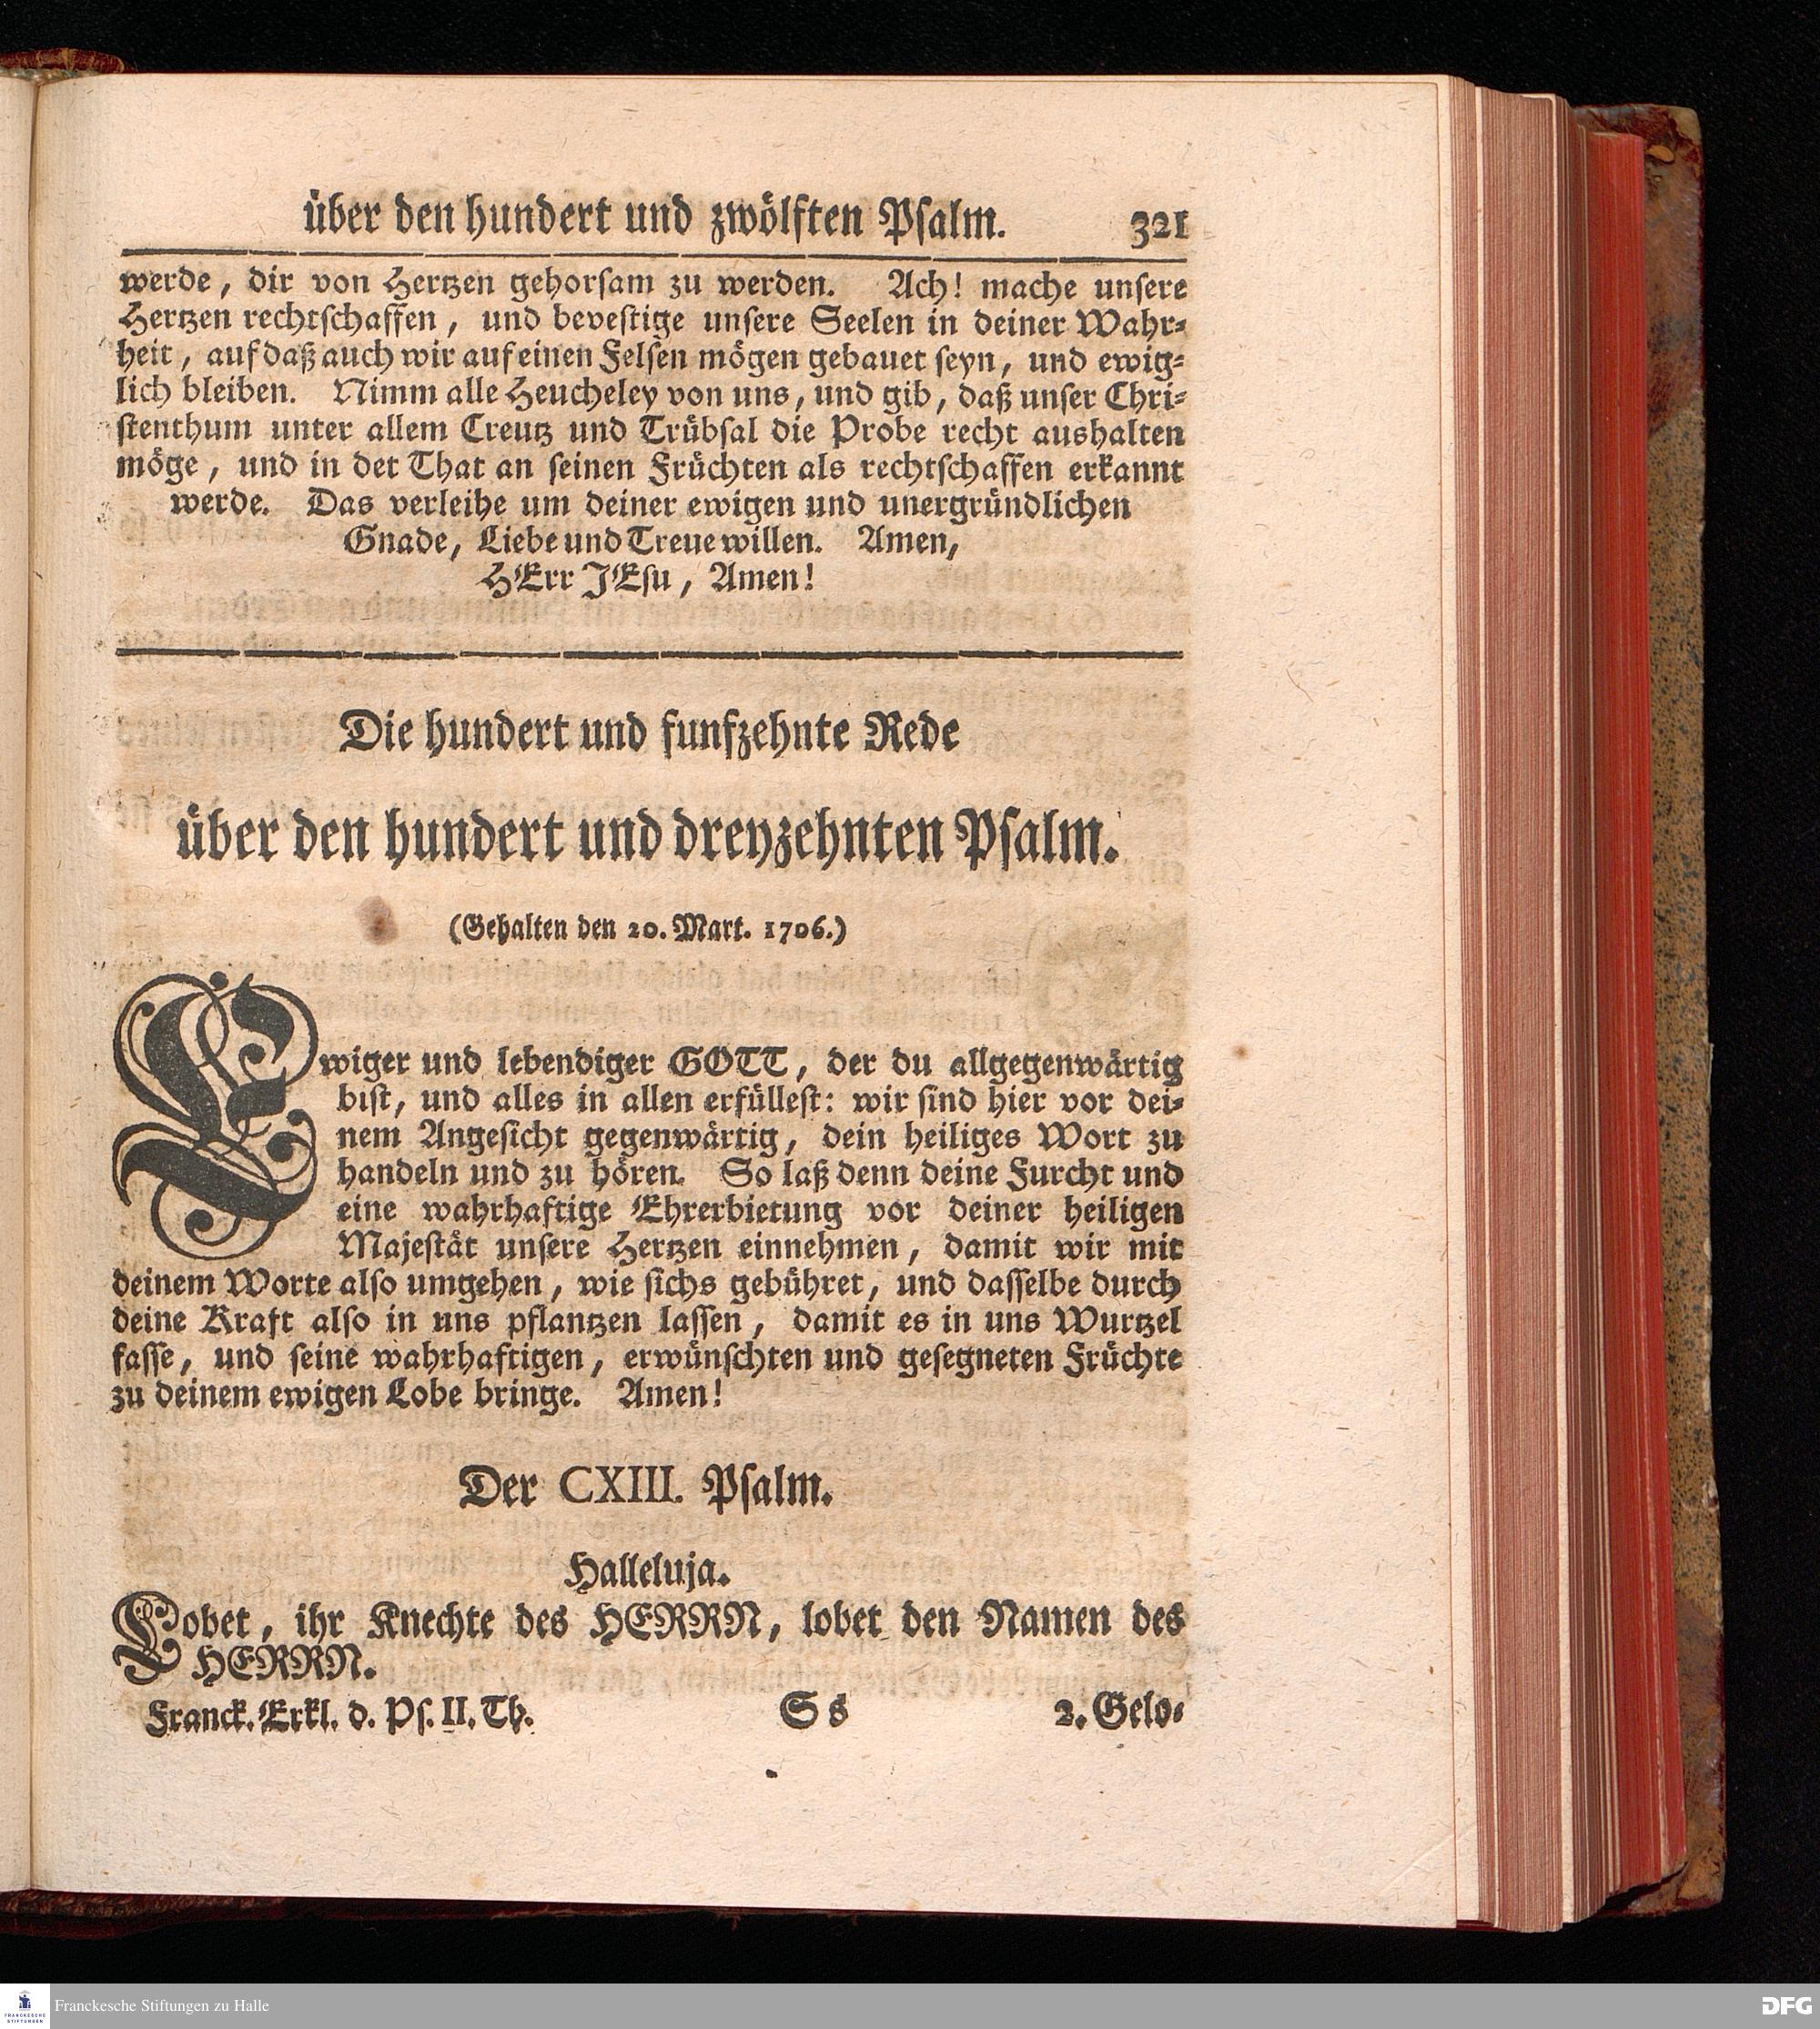 über den hundert und zwölften Psalm. 321
werde, dir von Hertzen gehorsam zu werden. Ach! mache unsere
Hertzen rechtschaffen, und bevestige unsere Seelen in deiner Wahr-
heit, auf daß auch wir auf einen Felsen mögen gebauet seyn, und ewig-
lich bleiben. Nimm alle Heucheley von uns, und gib, daß unser Chri-
stenthum unter allem Creutz und Trübsal die Probe recht aushalten
möge, und in det That an seinen Früchten als rechtschaffen erkannt
werde. Das verleihe um deiner ewigen und unergründlichen
Gnade, Liebe und Treue willen. Amen,
HErr JEsu, Amen!
Die hundert und funfzehnte Rede
über den hundert und dreyzehnten Psalm.
(Gehalten den 20. Mart. 1706.)
Ewiger und lebendiger GOTT, der du allgegenwärtig
bist, und alles in allen erfüllest: wir sind hier vor dei-
nem Angesicht gegenwärtig, dein heiliges Wort zu
handeln und zu hören. So laß denn deine Furcht und
eine wahrhaftige Ehrerbietung vor deiner heiligen
Majestät unsere Hertzen einnehmen, damit wir mit
deinem Worte also umgehen, wie sichs gebühret, und dasselbe durch
deine Kraft also in uns pflantzen lassen, damit es in uns Wurtzel
fasse, und seine wahrhaftigen, erwünschten und gesegneten Früchte
zu deinem ewigen Lobe bringe. Amen!
Der CXIII. Psalm.
Halleluja.
Lobet, ihr Knechte des HERRN, lobet den Namen des
HERRN.
Franck. Erkl. d. Ps. II. Th. S s 2. Gelo-
FRANCKESCHE
STIFTUNGEN
Franckesche Stiftungen zu Halle
DFG